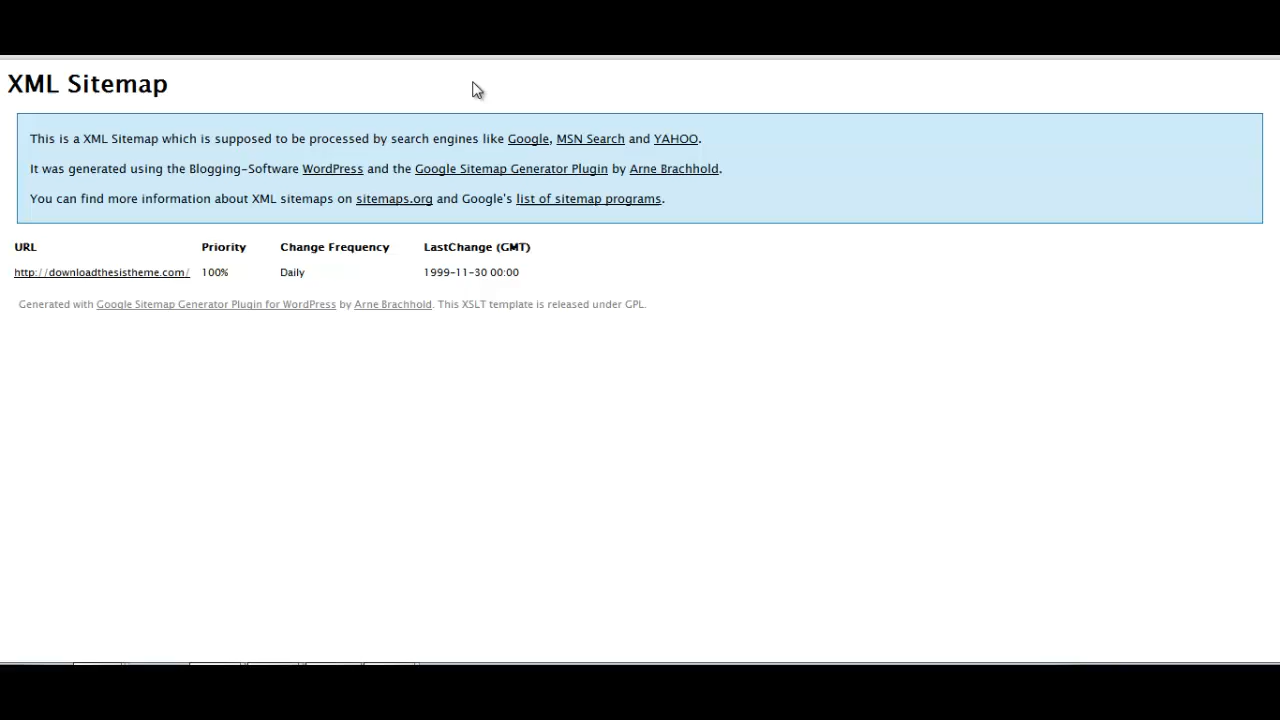 XML Sitemap
This is a XML Sitemap which is supposed to be processed by search engines like Google, MSN Search and YAHOO.
It was generated using the Blogging-Software WordPress and the Google Sitemap Generator Plugin by Arne Brachhold.
You can find more information about XML sitemaps on sitemaps.org and Google's list of sitemap programs.
URL Priority Change Frequency LastChange (GMT)
http://downloadthesistheme.com/ 100% Daily 1999-11-30 00:00
Generated with Google Sitemap Generator Plugin for WordPress by Arne Brachhold. This XSLT template is released under GPL.